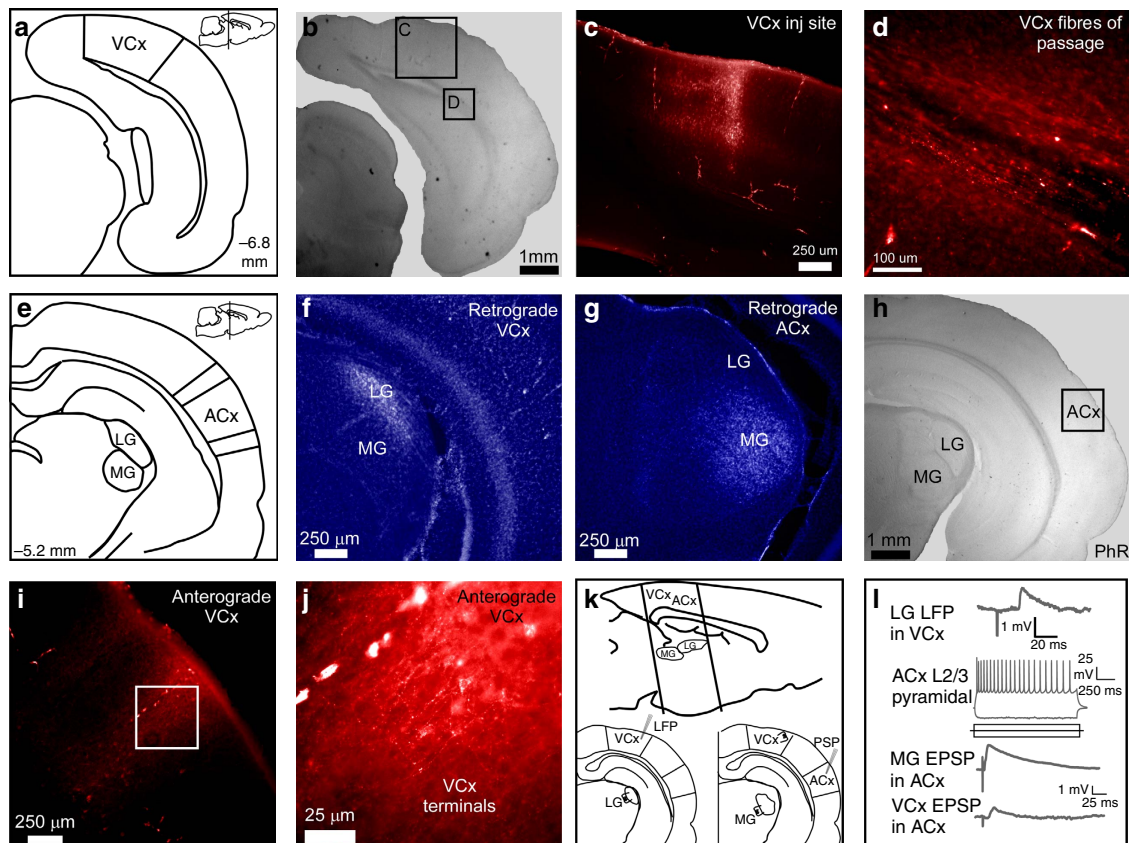 a
VCx
–6.8
mm
b
C
D
1mm
c
VCx inj site
250 um
d
VCx fibres of
passage
100 um
e
ACx
LG
MG
–5.2 mm
f
Retrograde
VCx
LG
MG
250 μm
g
Retrograde
ACx
LG
MG
250 μm
h
ACx
LG
MG
1 mm
PhR
i
Anterograde
VCx
250 μm
j
Anterograde
VCx
VCx
terminals
25 μm
k
VCx ACx
MG LG
LFP
VCx
LG
PSP
VCx
ACx
MG
l
LG LFP
in VCx
1 mV
20 ms
ACx L2/3
pyramidal
25
mV
250 ms
MG EPSP
in ACx
1 mV
25 ms
VCx EPSP
in ACx